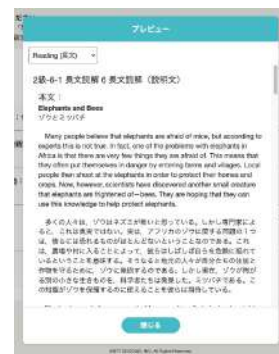 プレビュー
Reading (英文)
2級-6-1 長文読解 6 長文読解（説明文）
本文：
Elephants and Bees
ゾウとミツバチ
Many people believe that elephants are afraid of mice, but according to
experts this is not true. In fact, one of the problems with elephants in
Africa is that there are very few things they are afraid of. This means that
they often put themselves in danger by entering farms and villages. Local
people then shoot at the elephants in order to protect their homes and
crops. Now, however, scientists have discovered another small creature
that elephants are frightened of—bees. They are hoping that they can
use this knowledge to help protect elephants.
多くの人々は、ゾウはネズミが怖いと思っている。しかし専門家によ
ると、これは真実ではない。実は、アフリカのゾウに関する問題の1つ
は、彼らには恐れるものがほとんどないということなのである。これ
は、農場や村に入ることによって、彼らはしばしば自らを危険に陥れて
いることを意味する。そうなると地元の人々が自分たちの住居と
作物を守るために、ゾウに発砲するのである。しかし現在、ゾウが怖が
る別の小さな生きものを、科学者たちは発見した。ミツバチである。こ
の知識がゾウを保護するのに使えることを彼らは期待している。
閉じる